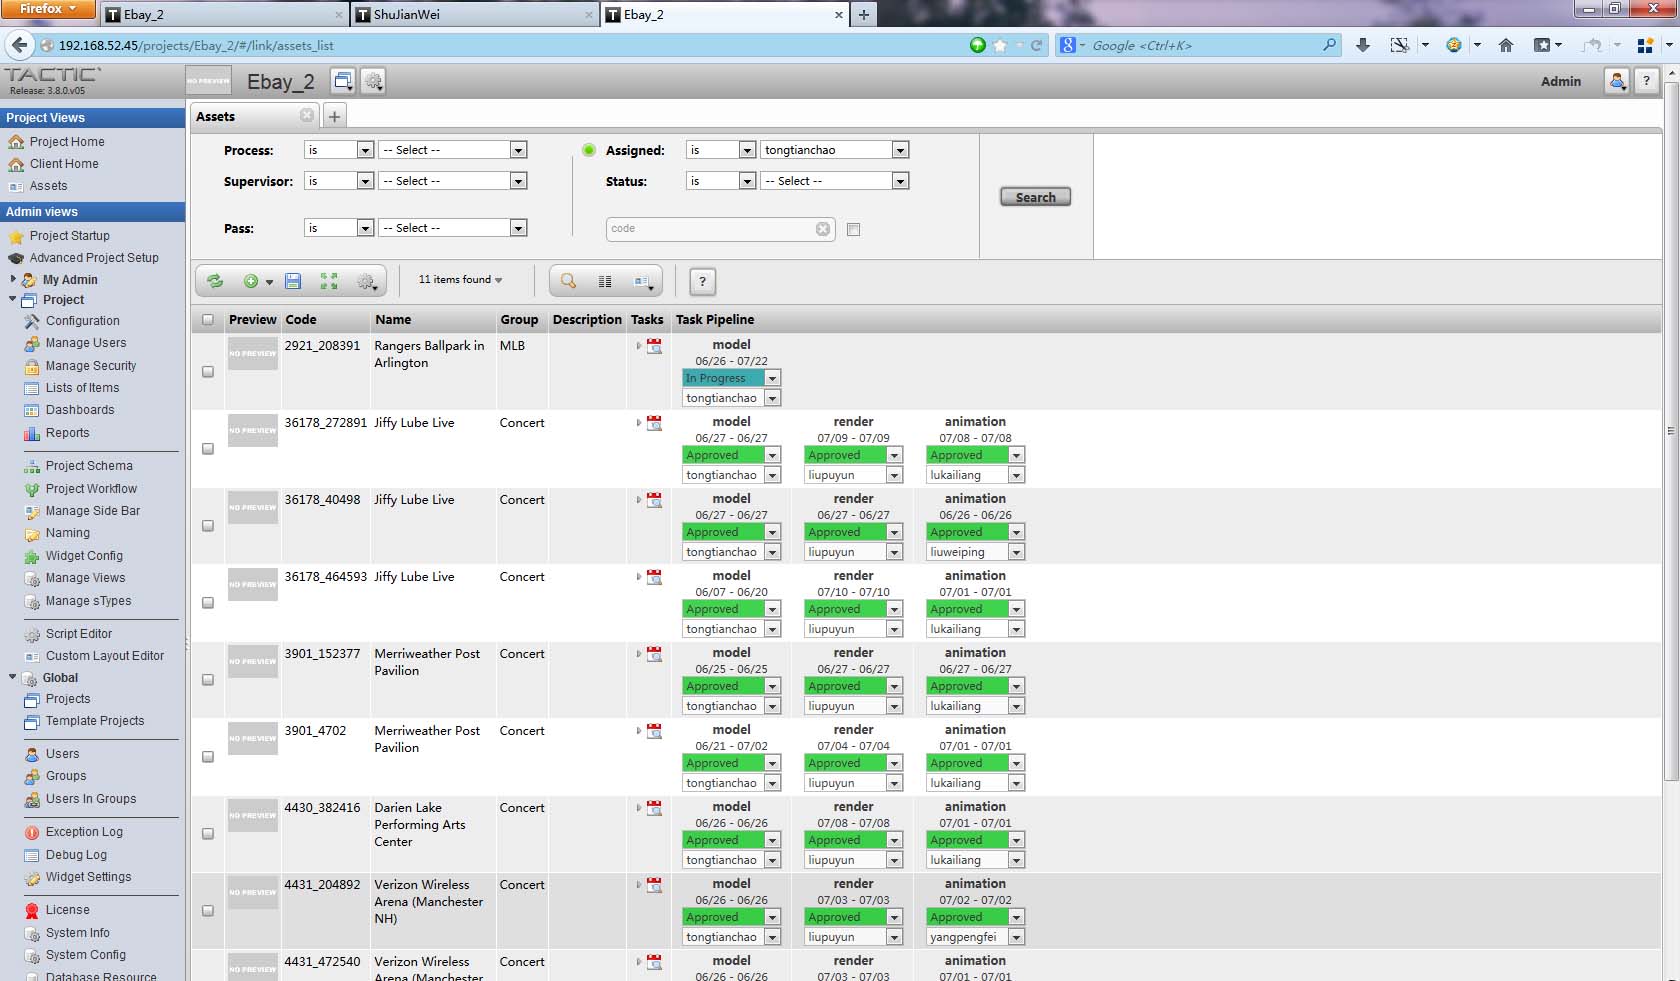 Firefox
Ebay_2
ShuJianWei
Ebay_2
192.168.52.45/projects/Ebay_2/#/link/assets_list
Google <Ctrl+K>
TACTIC
Release: 3.8.0.v05
NO PREVIEW
Ebay_2
Admin
?
Project Views
Project Home
Client Home
Assets
Admin views
Project Startup
Advanced Project Setup
My Admin
Project
Configuration
Manage Users
Manage Security
Lists of Items
Dashboards
Reports
Project Schema
Project Workflow
Manage Side Bar
Naming
Widget Config
Manage Views
Manage sTypes
Script Editor
Custom Layout Editor
Global
Projects
Template Projects
Users
Groups
Users In Groups
Exception Log
Debug Log
Widget Settings
License
System Info
System Config
Database Resource
Assets
Process: is -- Select --
Assigned: is tongtianchao
Supervisor: is -- Select --
Status: is -- Select --
Pass: is -- Select --
code
Search
11 items found
?
Preview Code Name Group Description Tasks Task Pipeline
NO PREVIEW 2921_208391 Rangers Ballpark in MLB model
Arlington 06/26 - 07/22
In Progress
tongtianchao
NO PREVIEW 36178_272891 Jiffy Lube Live Concert model render animation
06/27 - 06/27 07/09 - 07/09 07/08 - 07/08
Approved Approved Approved
tongtianchao liupuyun lukailiang
NO PREVIEW 36178_40498 Jiffy Lube Live Concert model render animation
06/27 - 06/27 06/27 - 06/27 06/26 - 06/26
Approved Approved Approved
tongtianchao liupuyun liuweiping
NO PREVIEW 36178_464593 Jiffy Lube Live Concert model render animation
06/07 - 06/20 07/10 - 07/10 07/01 - 07/01
Approved Approved Approved
tongtianchao liupuyun lukailiang
NO PREVIEW 3901_152377 Merriweather Post Concert model render animation
Pavilion 06/25 - 06/25 06/27 - 06/27 06/27 - 06/27
Approved Approved Approved
tongtianchao liupuyun lukailiang
NO PREVIEW 3901_4702 Merriweather Post Concert model render animation
Pavilion 06/21 - 07/02 07/04 - 07/04 07/01 - 07/01
Approved Approved Approved
tongtianchao liupuyun lukailiang
NO PREVIEW 4430_382416 Darien Lake Concert model render animation
Performing Arts 06/26 - 06/26 07/08 - 07/08 07/01 - 07/01
Center Approved Approved Approved
tongtianchao liupuyun lukailiang
NO PREVIEW 4431_204892 Verizon Wireless Concert model render animation
Arena (Manchester 06/26 - 06/26 07/03 - 07/03 07/02 - 07/02
NH) Approved Approved Approved
tongtianchao liupuyun yangpengfei
NO PREVIEW 4431_472540 Verizon Wireless Concert model render animation
Arena (Manchester 06/26 - 06/26 07/03 - 07/03 07/01 - 07/01